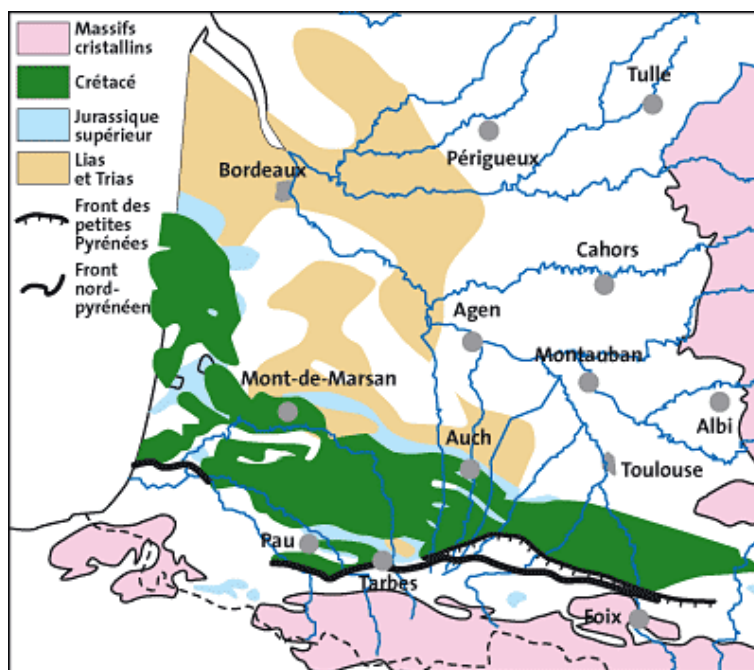 Massifs
cristallins
Crétacé
Jurassique
supérieur
Lias
et Trias
Front des
petites
Pyrénées
Front
nord-
pyrénéen
Tulle
Périgueux
Bordeaux
Cahors
Agen
Montauban
Mont-de-Marsan
Albi
Auch
Toulouse
Pau
Tarbes
Foix